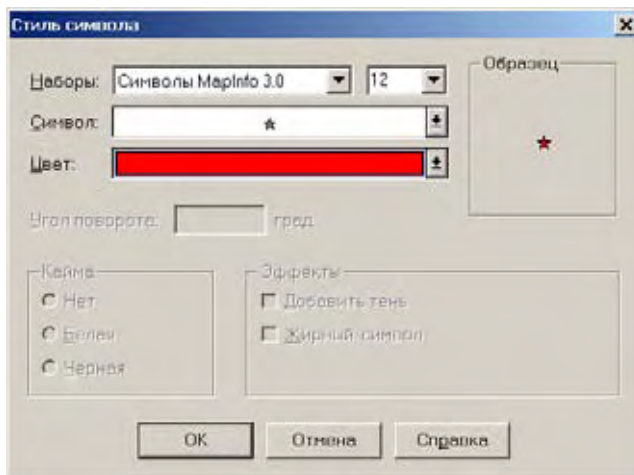 Стиль символа
Образец
Наборы: Символы MapInfo 3.0 12
Символ:
Цвет:
Угол поворота: град.
Кайма
Нет
Белая
Черная
Эффекты
Добавить тень
Жирный символ
OK Отмена Справка